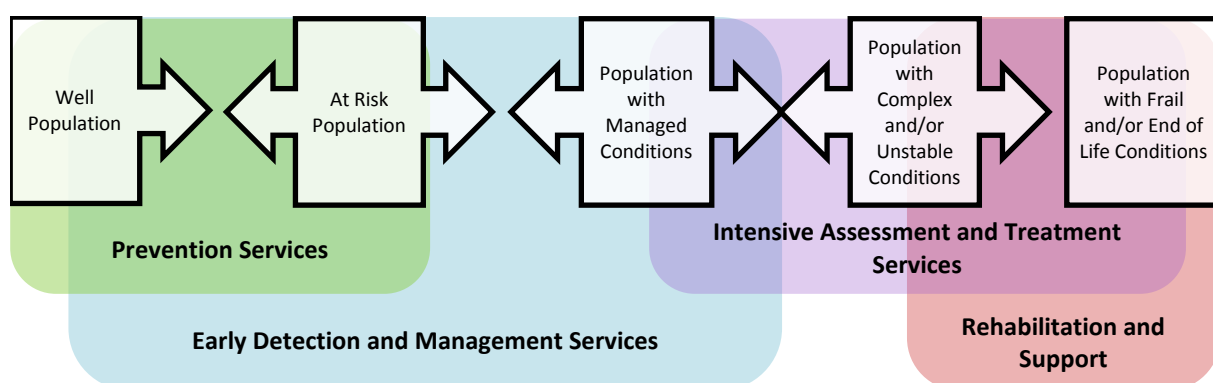 Well
Population
At Risk
Population
Population
with
Managed
Conditions
Population
with
Complex
and/or
Unstable
Conditions
Population
with Frail
and/or End of
Life Conditions
Prevention Services
Intensive Assessment and Treatment
Services
Early Detection and Management Services
Rehabilitation and
Support